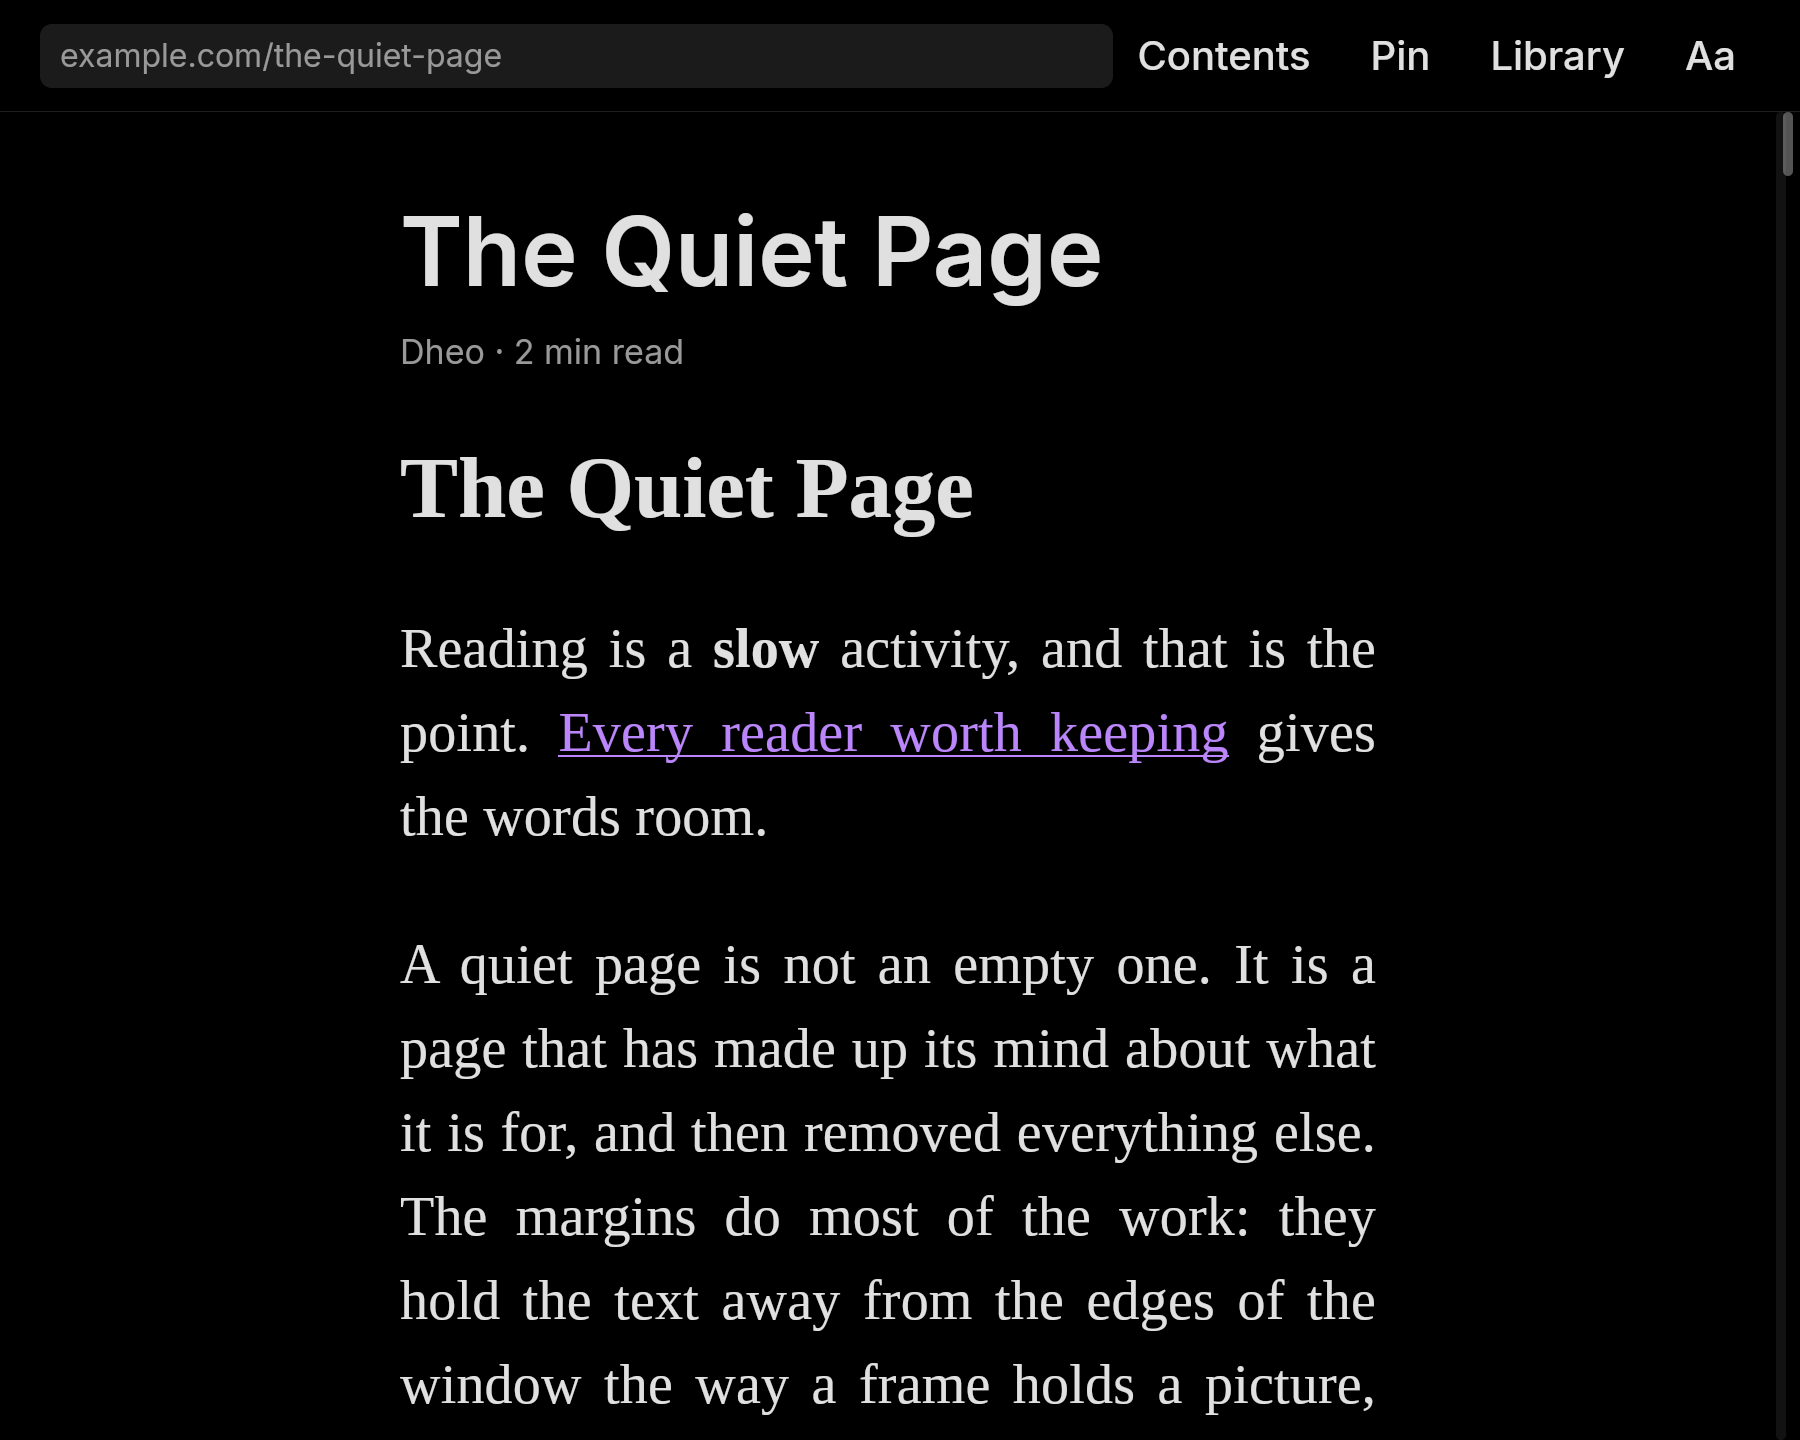 example.com/the-quiet-page
Contents
Pin
Library
Aa
The Quiet Page
Dheo · 2 min read
The Quiet Page
Reading is a slow activity, and that is the
point. Every reader worth keeping gives
the words room.
A quiet page is not an empty one. It is a
page that has made up its mind about what
it is for, and then removed everything else.
The margins do most of the work: they
hold the text away from the edges of the
window the way a frame holds a picture,